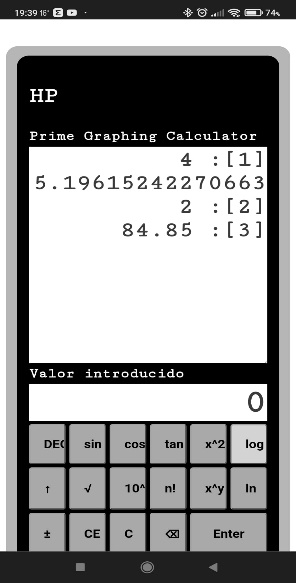 19:39 18°
74%
HP
Prime Graphing Calculator
4 :[1]
5.19615242270663
2 :[2]
84.85 :[3]
Valor introducido
0
DEG sin cos tan x^2 log
↑ √ 10^ n! x^y ln
± CE C ⌫ Enter